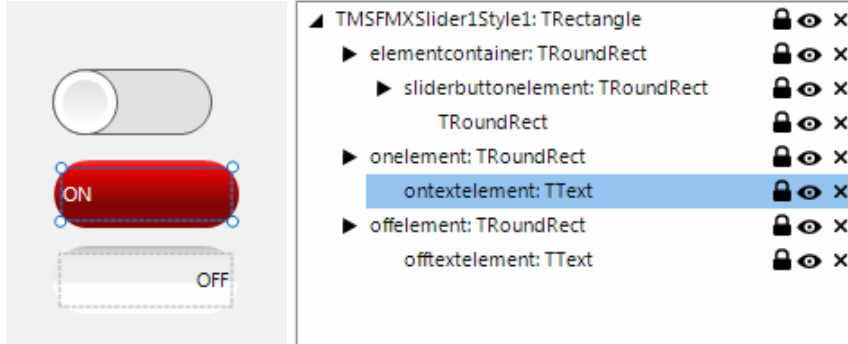 ON
OFF
TMSFMXSlider1Style1: TRectangle
elementcontainer: TRoundRect
sliderbuttonelement: TRoundRect
TRoundRect
onelement: TRoundRect
ontextelement: TText
offelement: TRoundRect
offtextelement: TText